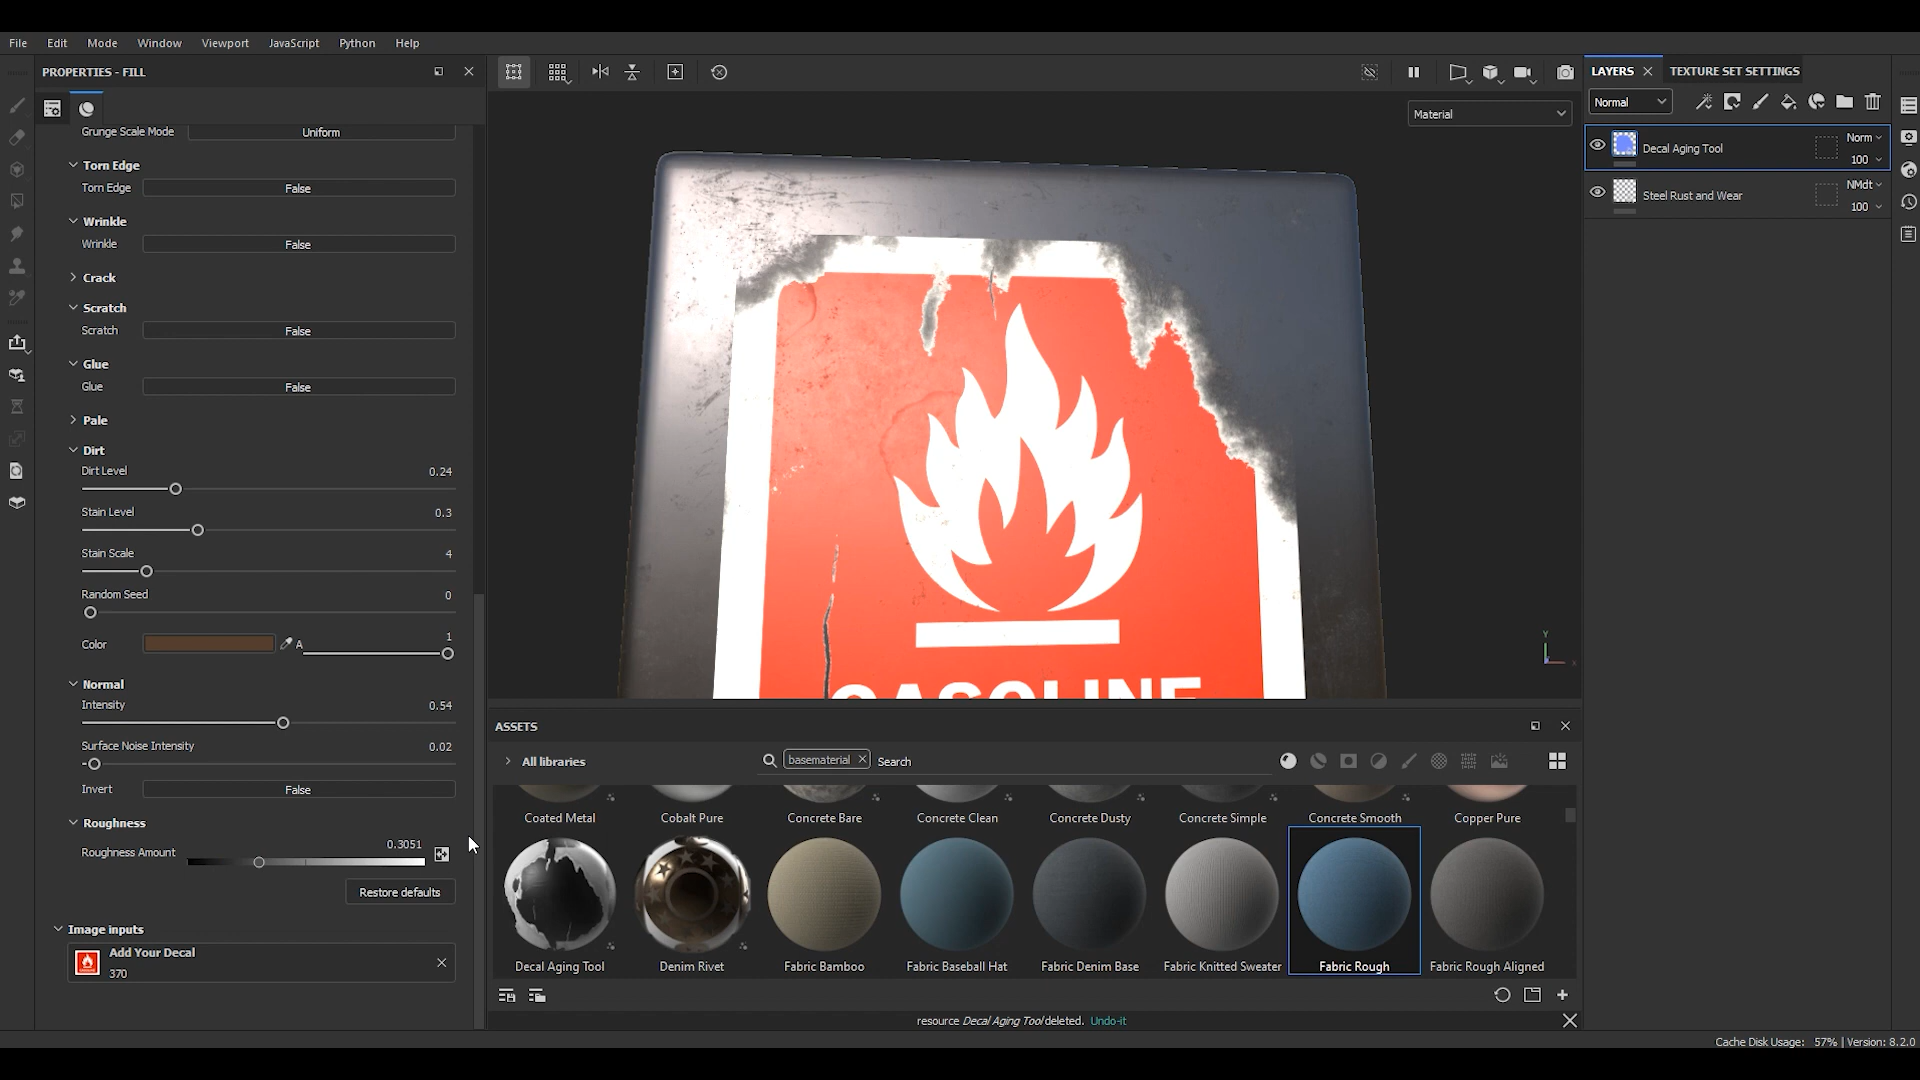 File Edit Mode Window Viewport JavaScript Python Help
PROPERTIES - FILL
Grunge Scale Mode Uniform
Torn Edge
Torn Edge False
Wrinkle
Wrinkle False
Crack
Scratch
Scratch False
Glue
Glue False
Pale
Dirt
Dirt Level 0.24
Stain Level 0.3
Stain Scale 4
Random Seed 0
Color A 1
Normal
Intensity 0.54
Surface Noise Intensity 0.02
Invert False
Roughness
Roughness Amount 0.3051
Restore defaults
Image inputs
Add Your Decal
370
Material
GASOLINE
Y
X
ASSETS
All libraries
basematerial Search
Coated Metal Cobalt Pure Concrete Bare Concrete Clean Concrete Dusty Concrete Simple Concrete Smooth Copper Pure
Decal Aging Tool Denim Rivet Fabric Bamboo Fabric Baseball Hat Fabric Denim Base Fabric Knitted Sweater Fabric Rough Fabric Rough Aligned
resource Decal Aging Tool deleted. Undo-it
LAYERS TEXTURE SET SETTINGS
Normal
Decal Aging Tool Norm
100
Steel Rust and Wear NMdt
100
Cache Disk Usage: 57% | Version: 8.2.0